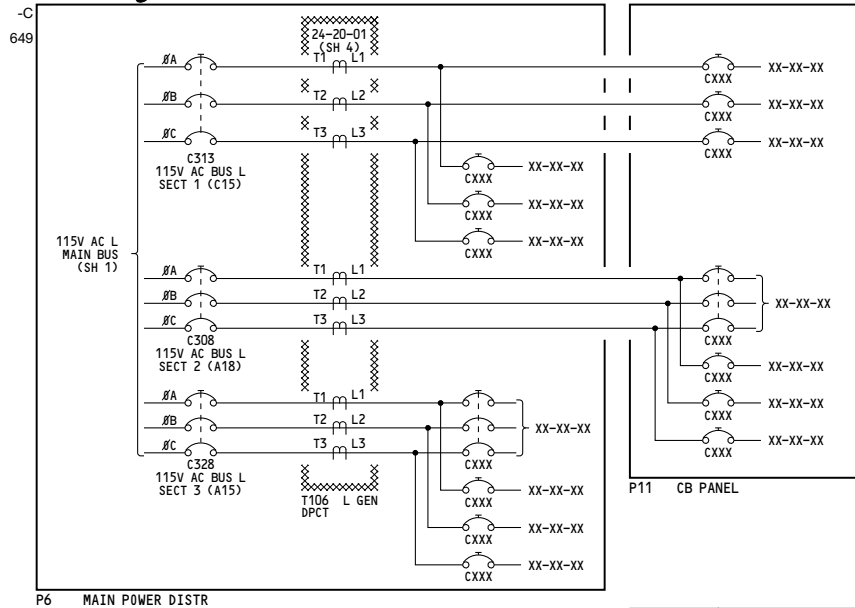 -C
649
24-20-01
(SH 4)
ØA T1 L1 CXXX XX-XX-XX
ØB T2 L2 CXXX XX-XX-XX
ØC T3 L3 CXXX XX-XX-XX
C313
115V AC BUS L
SECT 1 (C15)
CXXX XX-XX-XX
CXXX XX-XX-XX
CXXX XX-XX-XX
115V AC L
MAIN BUS
(SH 1)
ØA T1 L1
ØB T2 L2 XX-XX-XX
ØC T3 L3 CXXX
C308
115V AC BUS L
SECT 2 (A18)
CXXX XX-XX-XX
CXXX XX-XX-XX
CXXX XX-XX-XX
ØA T1 L1
ØB T2 L2 XX-XX-XX
ØC T3 L3 CXXX
C328
115V AC BUS L
SECT 3 (A15)
T106 L GEN
DPCT
CXXX XX-XX-XX
CXXX XX-XX-XX
CXXX XX-XX-XX
P11 CB PANEL
P6 MAIN POWER DISTR